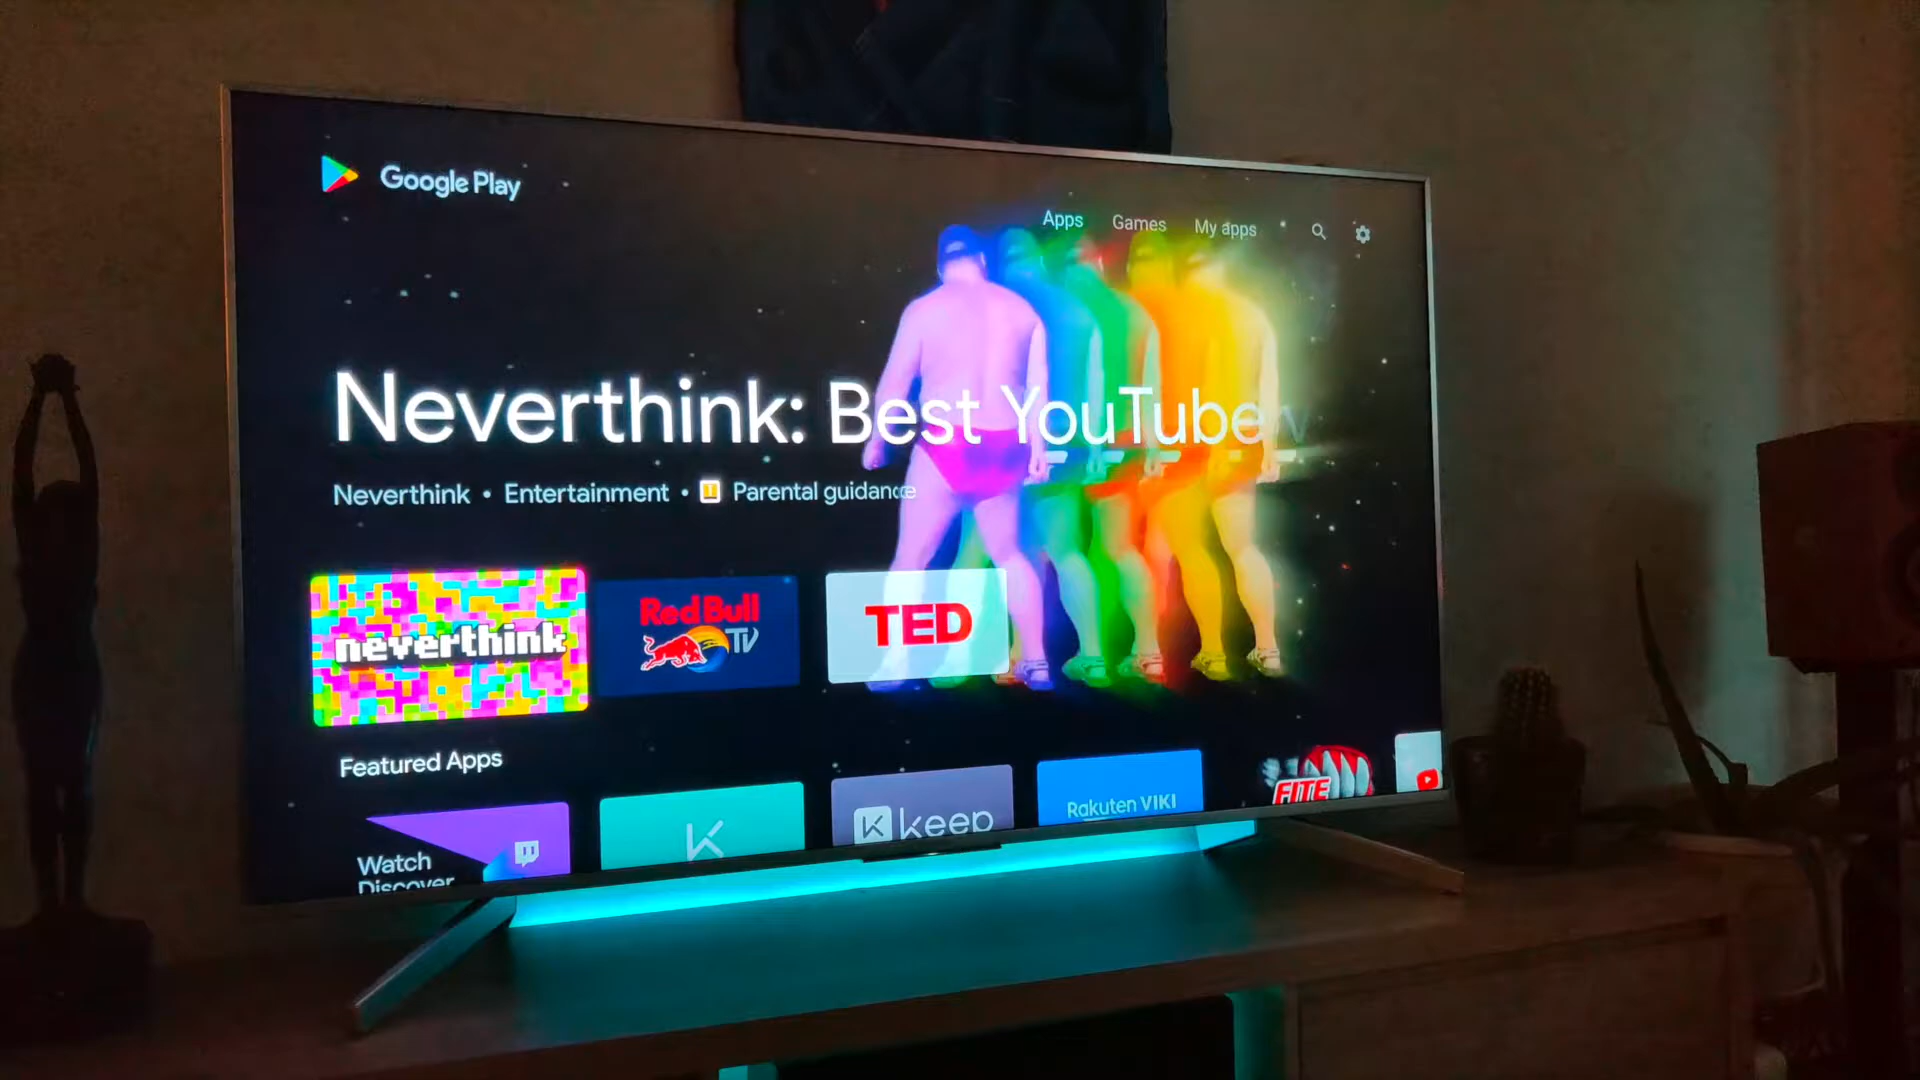 Google Play
Apps Games My apps
Neverthink: Best YouTube v
Neverthink • Entertainment • Parental guidance
neverthink
Red Bull
TV
TED
Featured Apps
Watch
Discover
keep
Rakuten VIKI
FITE